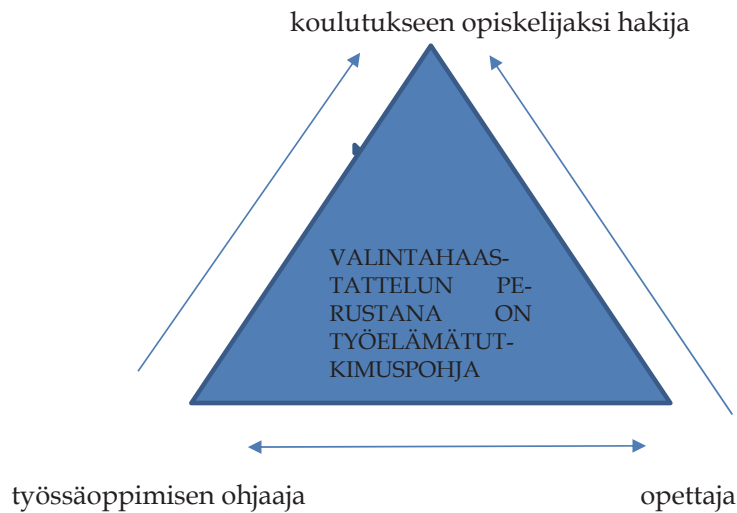 koulutukseen opiskelijaksi hakija
VALINTAHAAS-
TATTELUN PE-
RUSTANA ON
TYÖELÄMÄTUT-
KIMUSPOHJA
työssäoppimisen ohjaaja opettaja